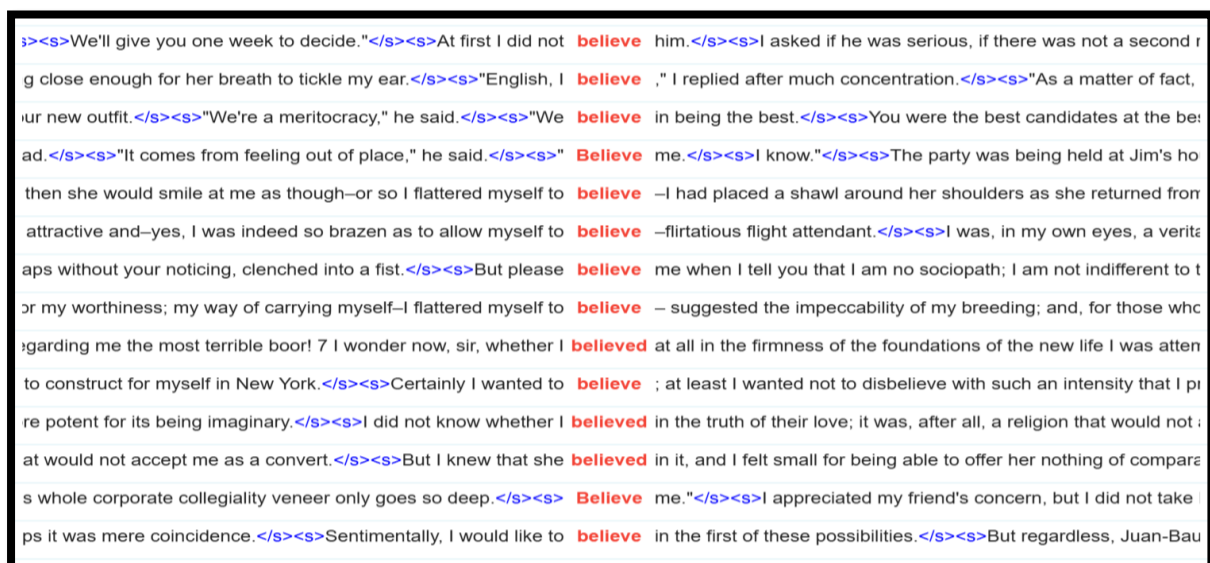 ><s>We'll give you one week to decide."</s><s>At first I did not believe him.</s><s>I asked if he was serious, if there was not a second
g close enough for her breath to tickle my ear.</s><s>"English, I believe ," I replied after much concentration.</s><s>"As a matter of fact,
ur new outfit.</s><s>"We're a meritocracy," he said.</s><s>"We believe in being the best.</s><s>You were the best candidates at the be
ad.</s><s>"It comes from feeling out of place," he said.</s><s>" Believe me.</s><s>I know."</s><s>The party was being held at Jim's ho
then she would smile at me as though—or so I flattered myself to believe —I had placed a shawl around her shoulders as she returned from
attractive and—yes, I was indeed so brazen as to allow myself to believe —flirtatious flight attendant.</s><s>I was, in my own eyes, a verita
aps without your noticing, clenched into a fist.</s><s>But please believe me when I tell you that I am no sociopath; I am not indifferent to t
or my worthiness; my way of carrying myself—I flattered myself to believe — suggested the impeccability of my breeding; and, for those who
egarding me the most terrible boor! 7 I wonder now, sir, whether I believed at all in the firmness of the foundations of the new life I was attem
to construct for myself in New York.</s><s>Certainly I wanted to believe ; at least I wanted not to disbelieve with such an intensity that I pr
re potent for its being imaginary.</s><s>I did not know whether I believed in the truth of their love; it was, after all, a religion that would not
at would not accept me as a convert.</s><s>But I knew that she believed in it, and I felt small for being able to offer her nothing of compara
s whole corporate collegiality veneer only goes so deep.</s><s> Believe me."</s><s>I appreciated my friend's concern, but I did not take
ps it was mere coincidence.</s><s>Sentimentally, I would like to believe in the first of these possibilities.</s><s>But regardless, Juan-Bau